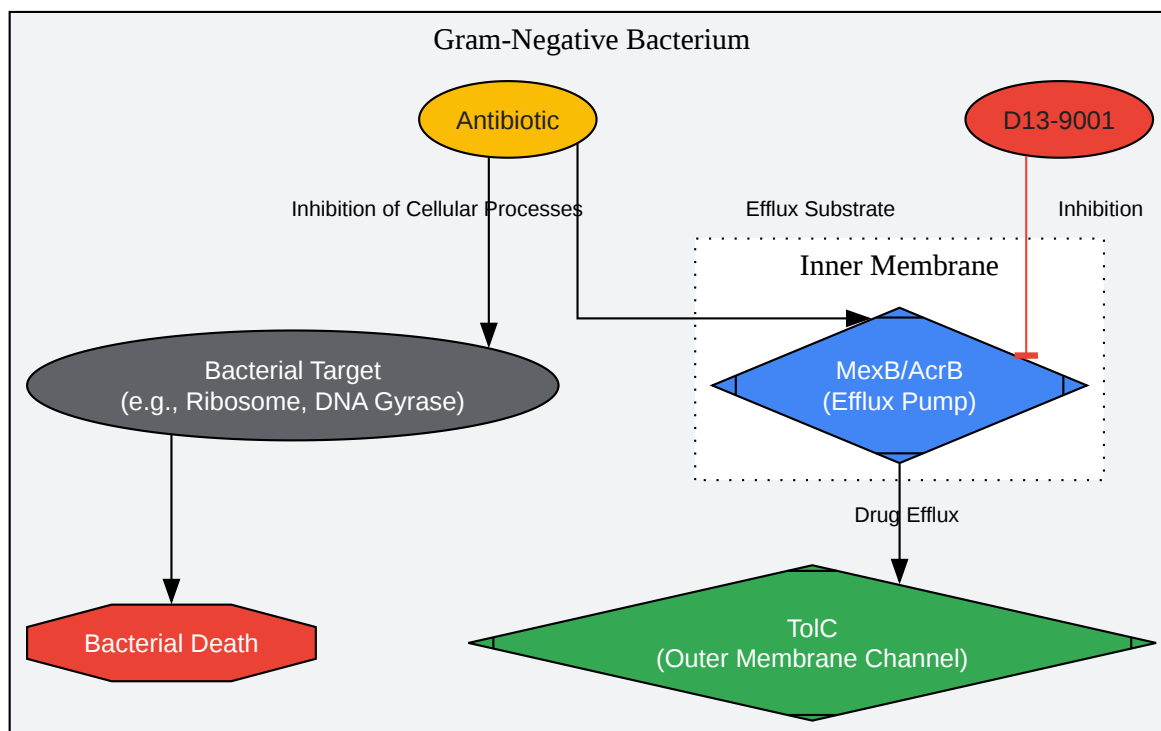 Gram-Negative Bacterium
Antibiotic
D13-9001
Inhibition of Cellular Processes
Efflux Substrate
Inhibition
Inner Membrane
Bacterial Target
(e.g., Ribosome, DNA Gyrase)
MexB/AcrB
(Efflux Pump)
Drug Efflux
Bacterial Death
TolC
(Outer Membrane Channel)